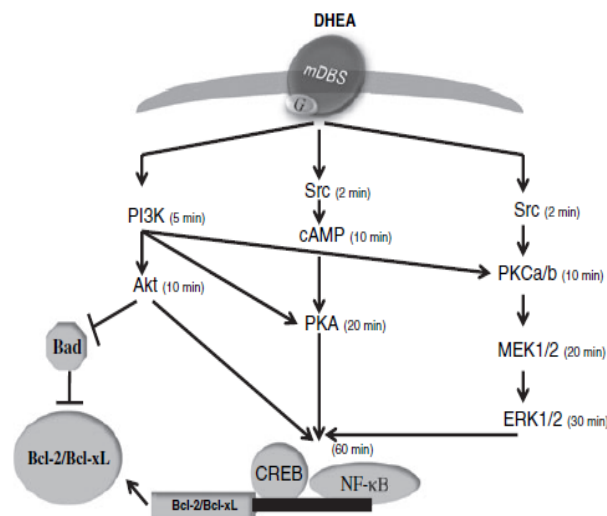 DHEA
mDBS
G
Src (2 min)
PI3K (5 min)
Src (2 min)
cAMP (10 min)
PKCa/b (10 min)
Akt (10 min)
PKA (20 min)
Bad
MEK1/2 (20 min)
ERK1/2 (30 min)
(60 min)
Bcl-2/Bcl-xL
CREB
NF-κB
Bcl-2/Bcl-xL